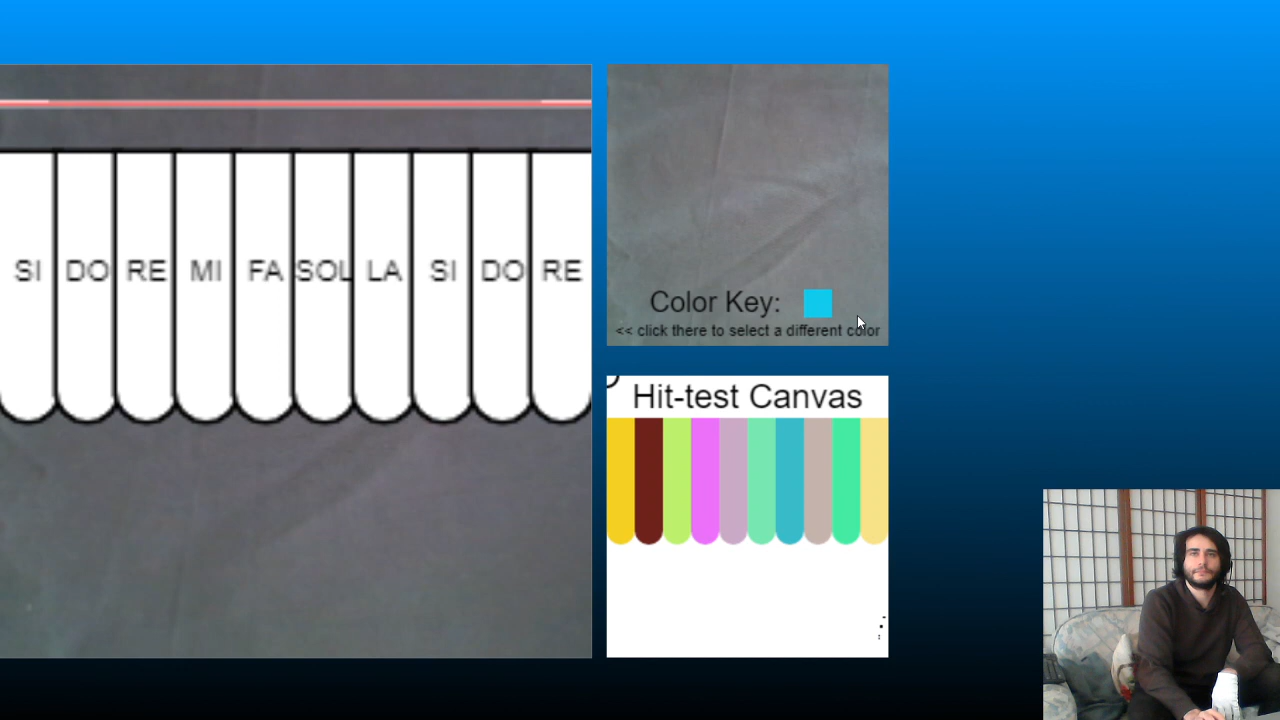 SI DO RE MI FA SOL LA SI DO RE
Color Key:
<< click there to select a different color
Hit-test Canvas